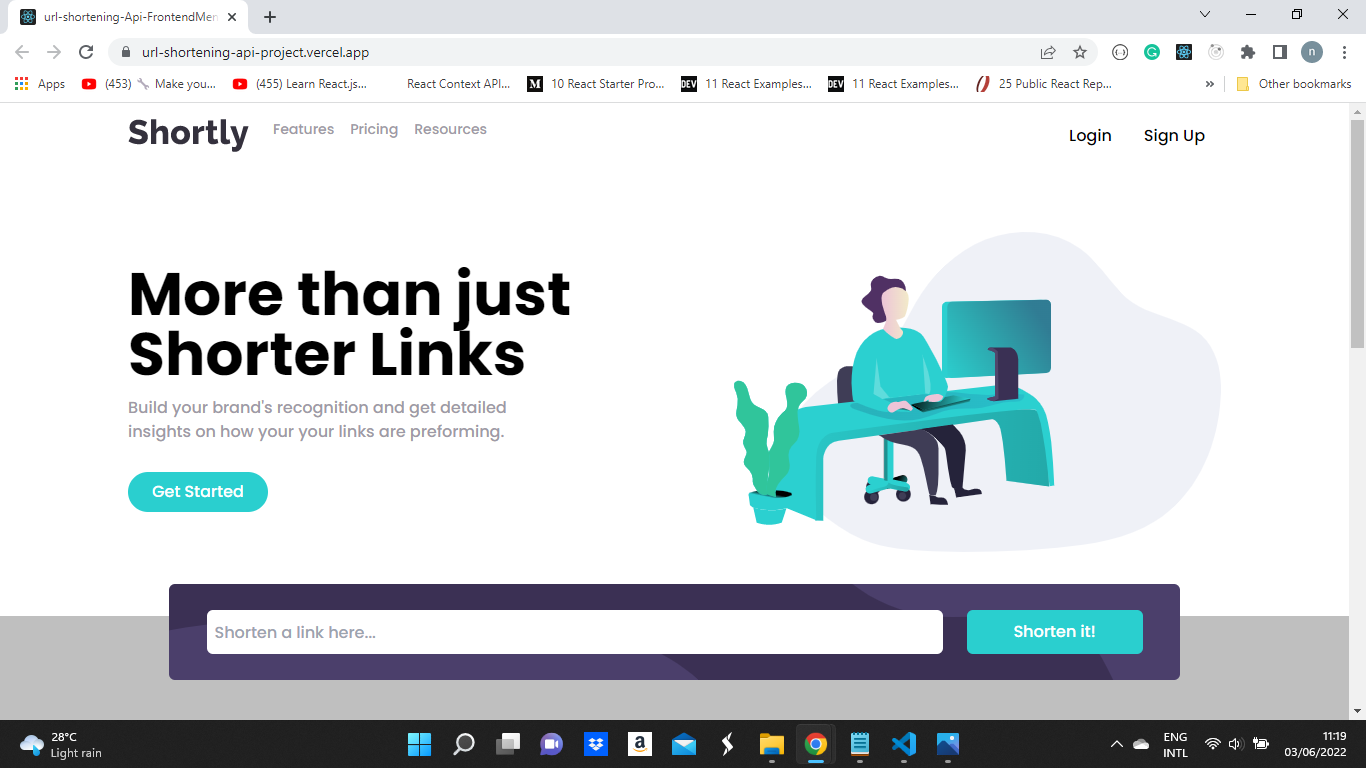 url-shortening-Api-FrontendMen
url-shortening-api-project.vercel.app
n
Apps
(453) 🔧 Make you...
(455) Learn React.js...
React Context API...
M
10 React Starter Pro...
DEV
11 React Examples...
DEV
11 React Examples...
25 Public React Rep...
»
Other bookmarks
Shortly
Features
Pricing
Resources
Login
Sign Up
More than just
Shorter Links
Build your brand's recognition and get detailed
insights on how your your links are preforming.
Get Started
Shorten a link here...
Shorten it!
28°C
Light rain
a
ENG
INTL
11:19
03/06/2022